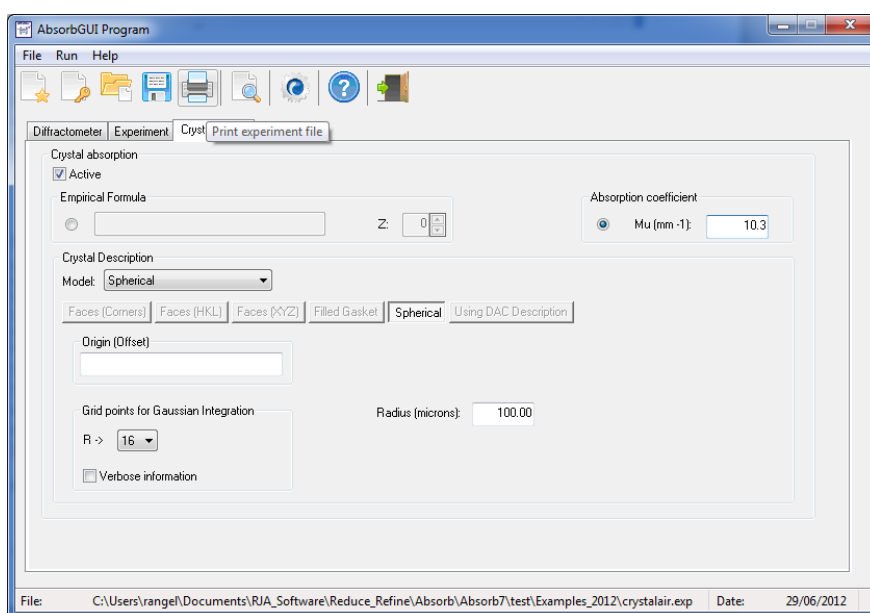 AbsorbGUI Program
File Run Help
Diffractometer Experiment Cryst Print experiment file
Crystal absorption
Active
Empirical Formula Absorption coefficient
Z: 0 Mu (mm -1): 10.3
Crystal Description
Model: Spherical
Faces (Corners) Faces (HKL) Faces (XYZ) Filled Gasket Spherical Using DAC Description
Origin (Offset)
Grid points for Gaussian Integration Radius (microns): 100.00
R -> 16
Verbose information
File: C:\Users\rangel\Documents\RJA_Software\Reduce_Refine\Absorb\Absorb7\test\Examples_2012\crystalair.exp Date: 29/06/2012